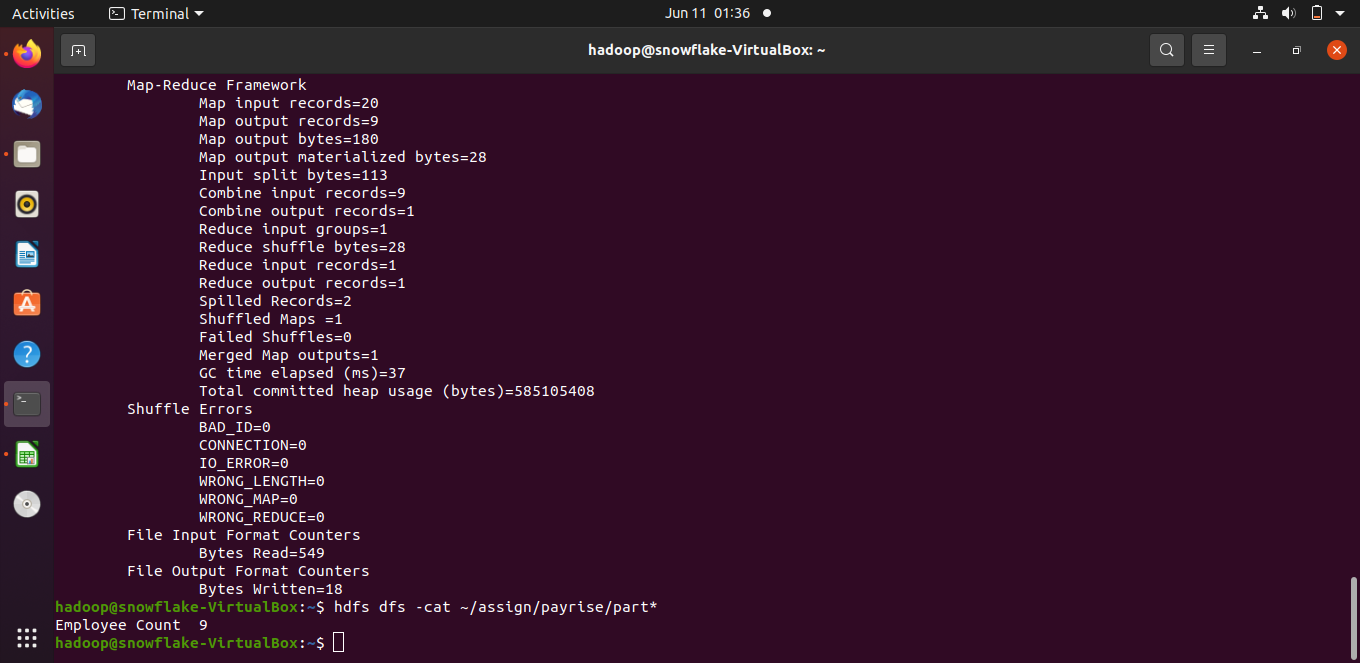 Activities
Terminal
Jun 11 01:36
hadoop@snowflake-VirtualBox: ~
Map-Reduce Framework
Map input records=20
Map output records=9
Map output bytes=180
Map output materialized bytes=28
Input split bytes=113
Combine input records=9
Combine output records=1
Reduce input groups=1
Reduce shuffle bytes=28
Reduce input records=1
Reduce output records=1
Spilled Records=2
Shuffled Maps =1
Failed Shuffles=0
Merged Map outputs=1
GC time elapsed (ms)=37
Total committed heap usage (bytes)=585105408
Shuffle Errors
BAD_ID=0
CONNECTION=0
IO_ERROR=0
WRONG_LENGTH=0
WRONG_MAP=0
WRONG_REDUCE=0
File Input Format Counters
Bytes Read=549
File Output Format Counters
Bytes Written=18
hadoop@snowflake-VirtualBox:~$ hdfs dfs -cat ~/assign/payrise/part*
Employee Count  9
hadoop@snowflake-VirtualBox:~$